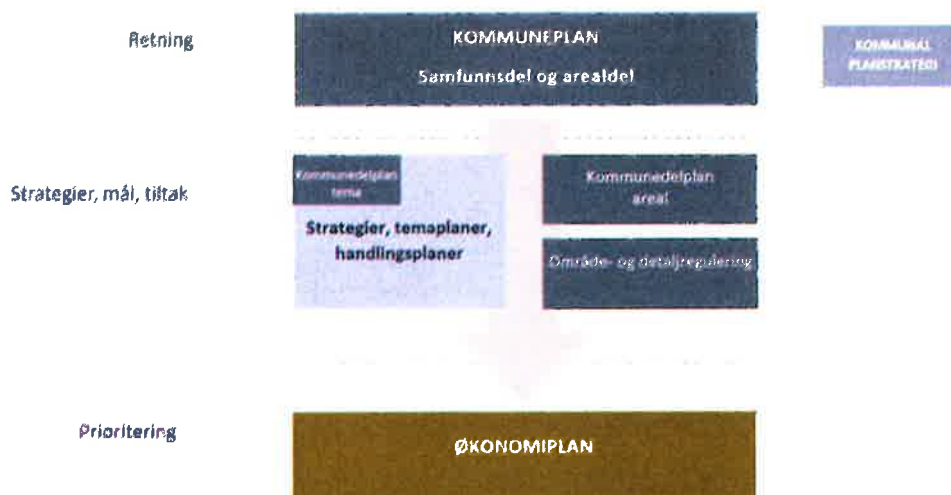 Retning
KOMMUNEPLAN
Samfunnsdel og arealdel
KOMMUNAL
PLANSTRATEGI
Strategier, mål, tiltak
Kommunedelplan
tema
Strategier, temaplaner,
handlingsplaner
Kommunedelplan
areal
Område- og detaljregulering
Prioritering
ØKONOMIPLAN